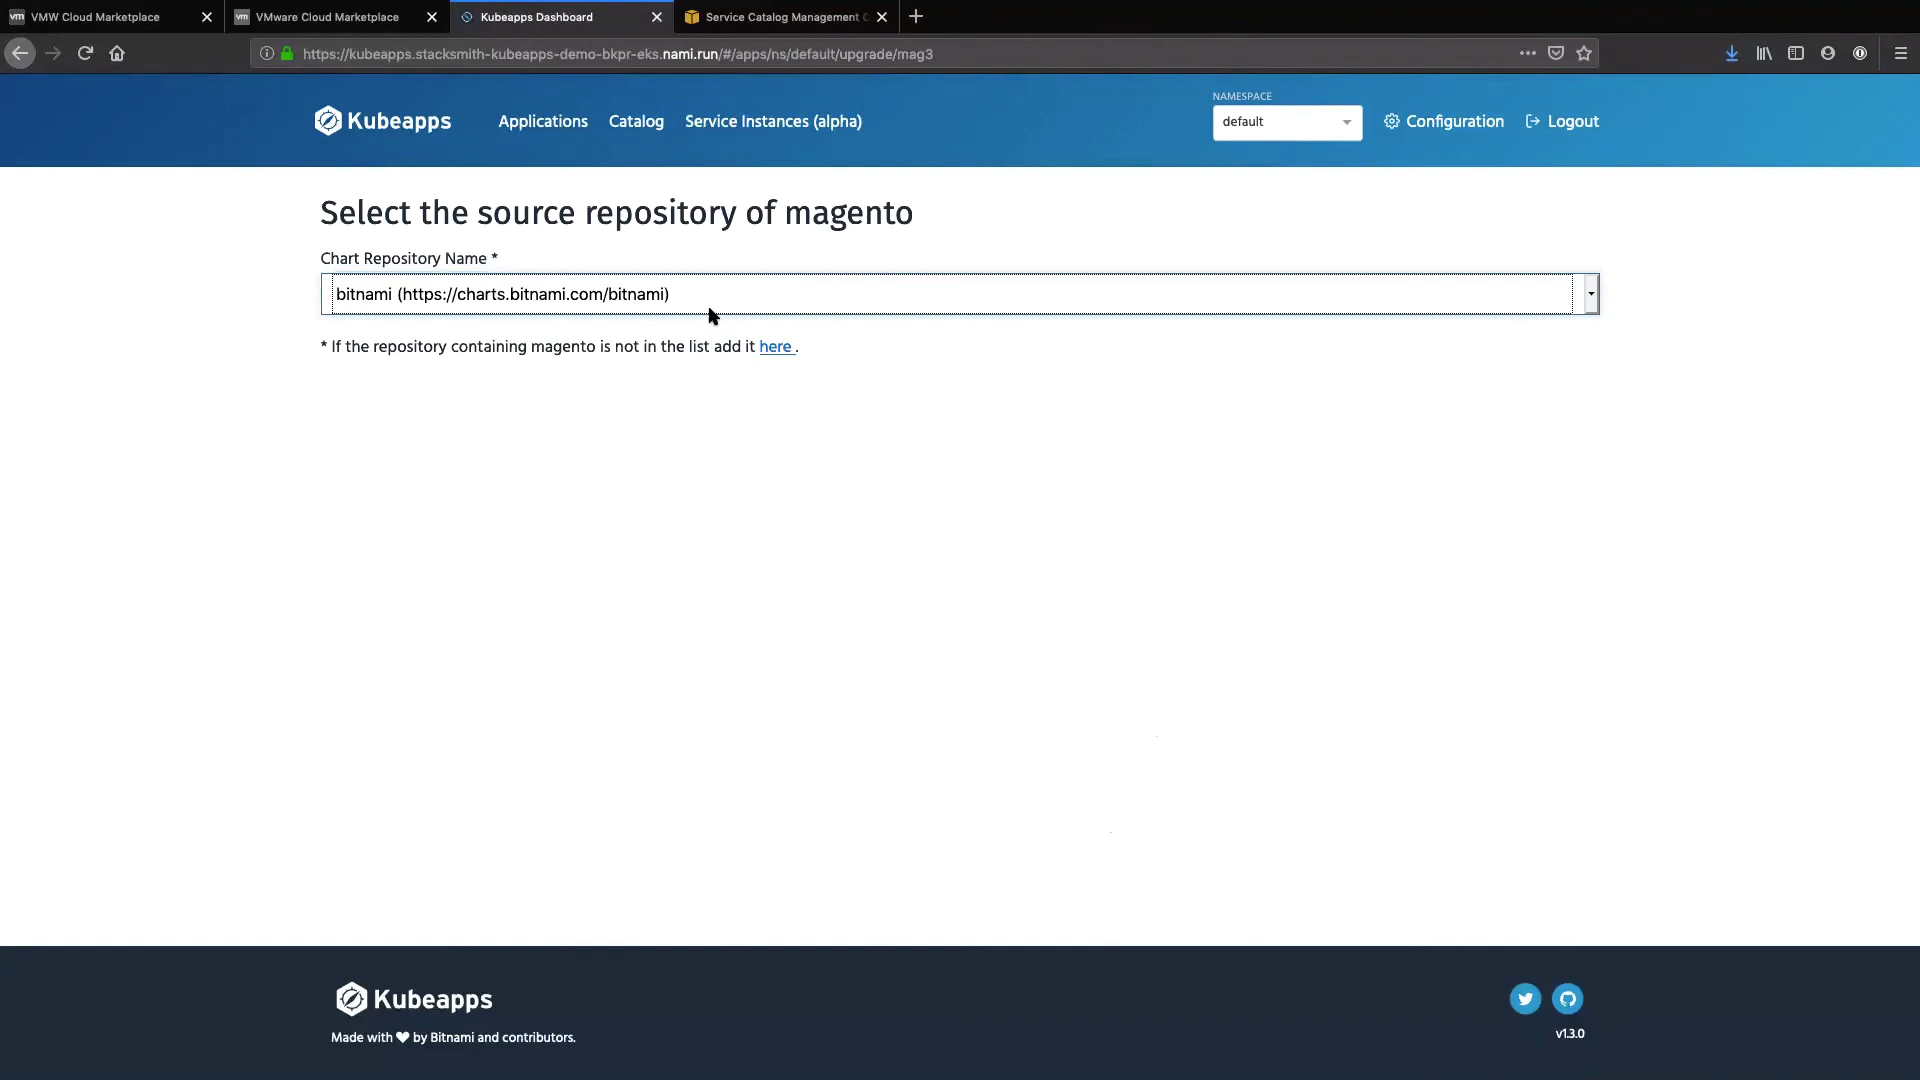 VMW Cloud Marketplace
VMware Cloud Marketplace
Kubeapps Dashboard
Service Catalog Management
https://kubeapps.stacksmith-kubeapps-demo-bkpr-eks.nami.run/#/apps/ns/default/upgrade/mag3
Kubeapps
Applications
Catalog
Service Instances (alpha)
NAMESPACE
default
Configuration
Logout
Select the source repository of magento
Chart Repository Name *
bitnami (https://charts.bitnami.com/bitnami)
* If the repository containing magento is not in the list add it here .
Kubeapps
Made with ❤ by Bitnami and contributors.
v1.3.0